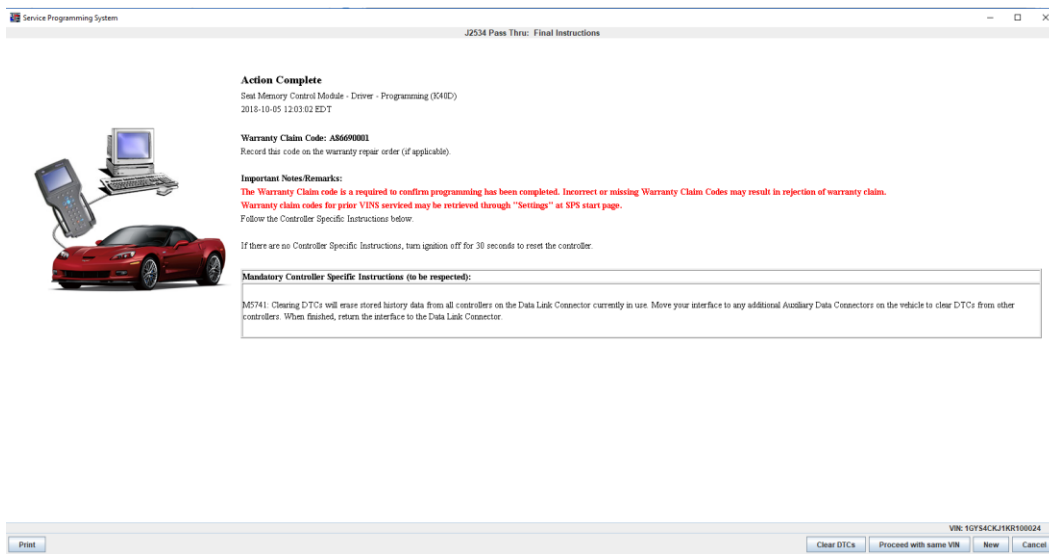 Service Programming System
J2534 Pass Thru: Final Instructions
Action Complete
Seat Memory Control Module - Driver - Programming (K40D)
2018-10-05 12:03:02 EDT
Warranty Claim Code: A86690001
Record this code on the warranty repair order (if applicable).
Important Notes/Remarks:
The Warranty Claim code is a required to confirm programming has been completed. Incorrect or missing Warranty Claim Codes may result in rejection of warranty claim.
Warranty claim codes for prior VINS serviced may be retrieved through "Settings" at SPS start page.
Follow the Controller Specific Instructions below.
If there are no Controller Specific Instructions, turn ignition off for 30 seconds to reset the controller.
Mandatory Controller Specific Instructions (to be respected):
M5741: Clearing DTCs will erase stored history data from all controllers on the Data Link Connector currently in use. Move your interface to any additional Auxiliary Data Connectors on the vehicle to clear DTCs from other
controllers. When finished, return the interface to the Data Link Connector.
VIN: 1GYS4CKJ1KR100024
Print
Clear DTCs
Proceed with same VIN
New
Cancel